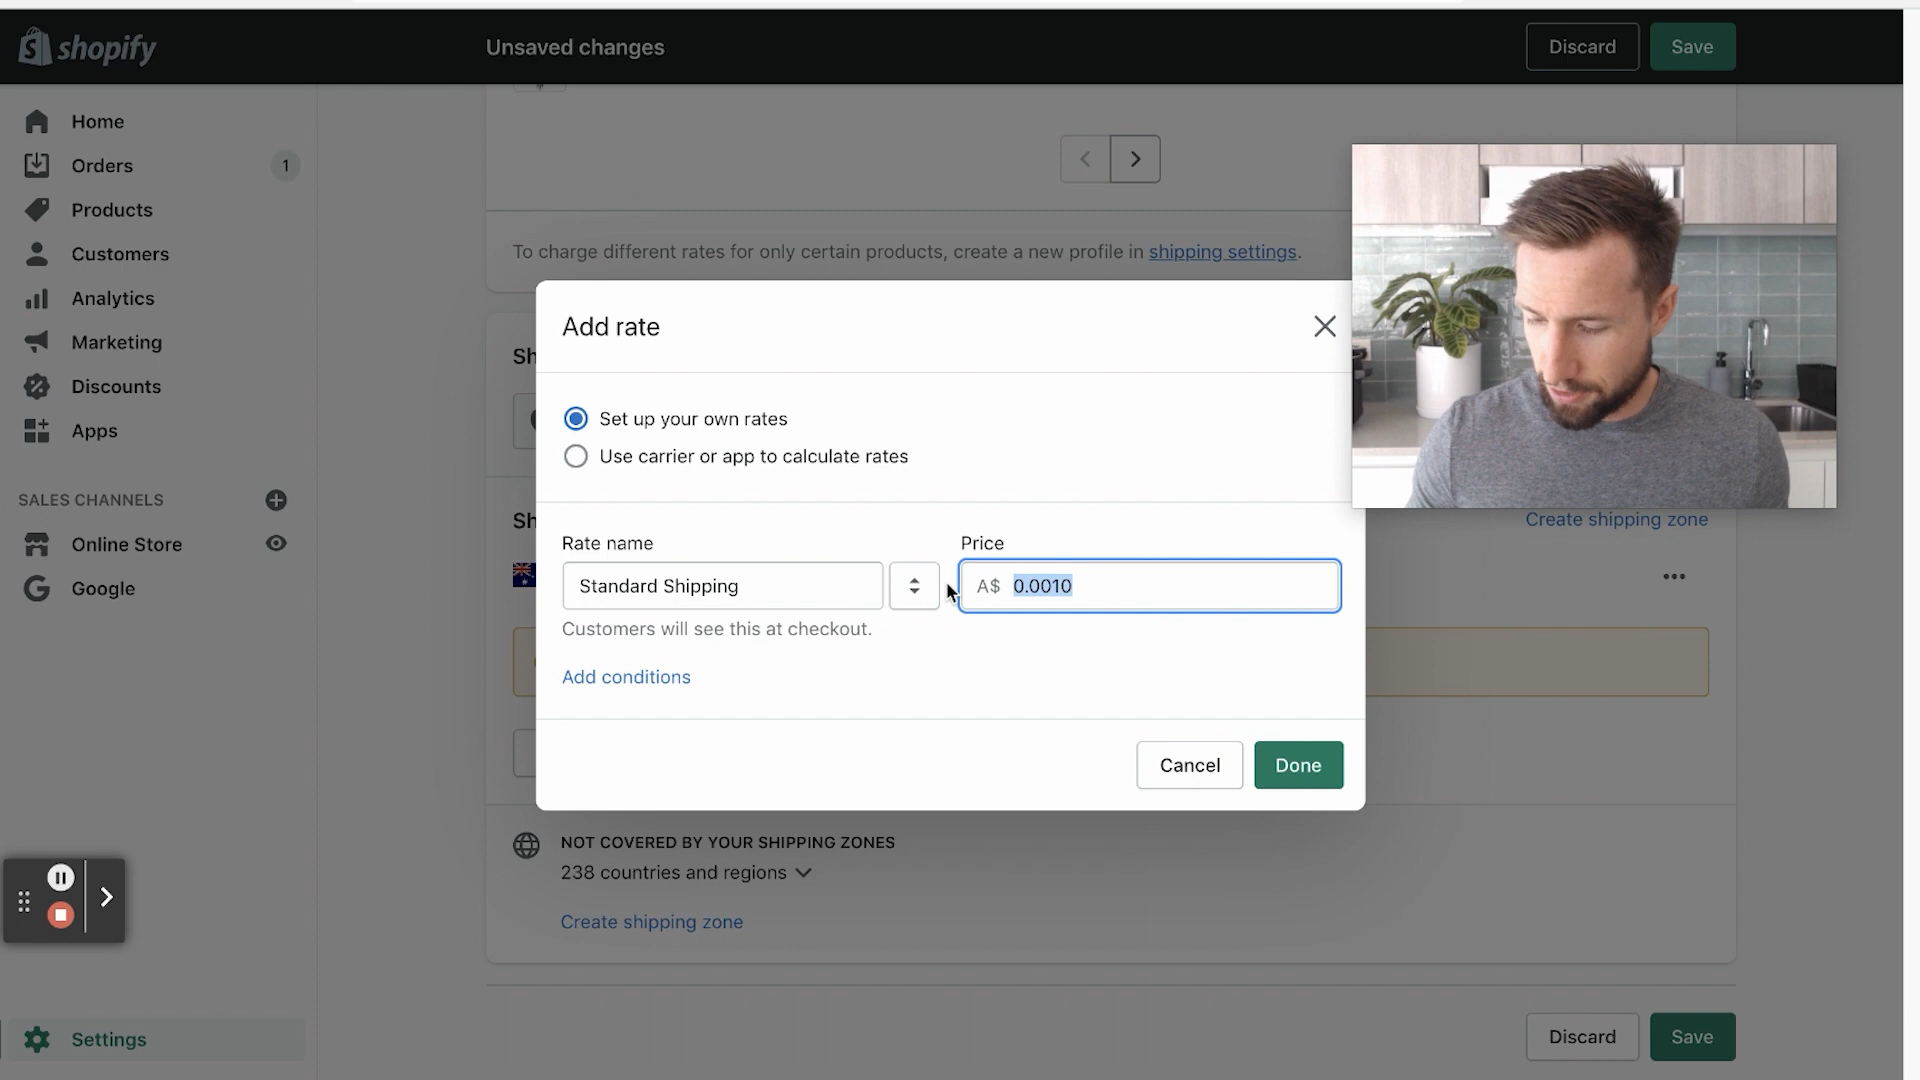 shopify
Unsaved changes
Discard
Save
Home
Orders
1
Products
Customers
Analytics
Marketing
Discounts
Apps
SALES CHANNELS
Online Store
Google
Settings
To charge different rates for only certain products, create a new profile in shipping settings.
Sh
Add rate
Set up your own rates
Use carrier or app to calculate rates
Sh
Create shipping zone
Rate name
Price
Standard Shipping
A$ 0.0010
Customers will see this at checkout.
Add conditions
Cancel
Done
NOT COVERED BY YOUR SHIPPING ZONES
238 countries and regions
Create shipping zone
Discard
Save